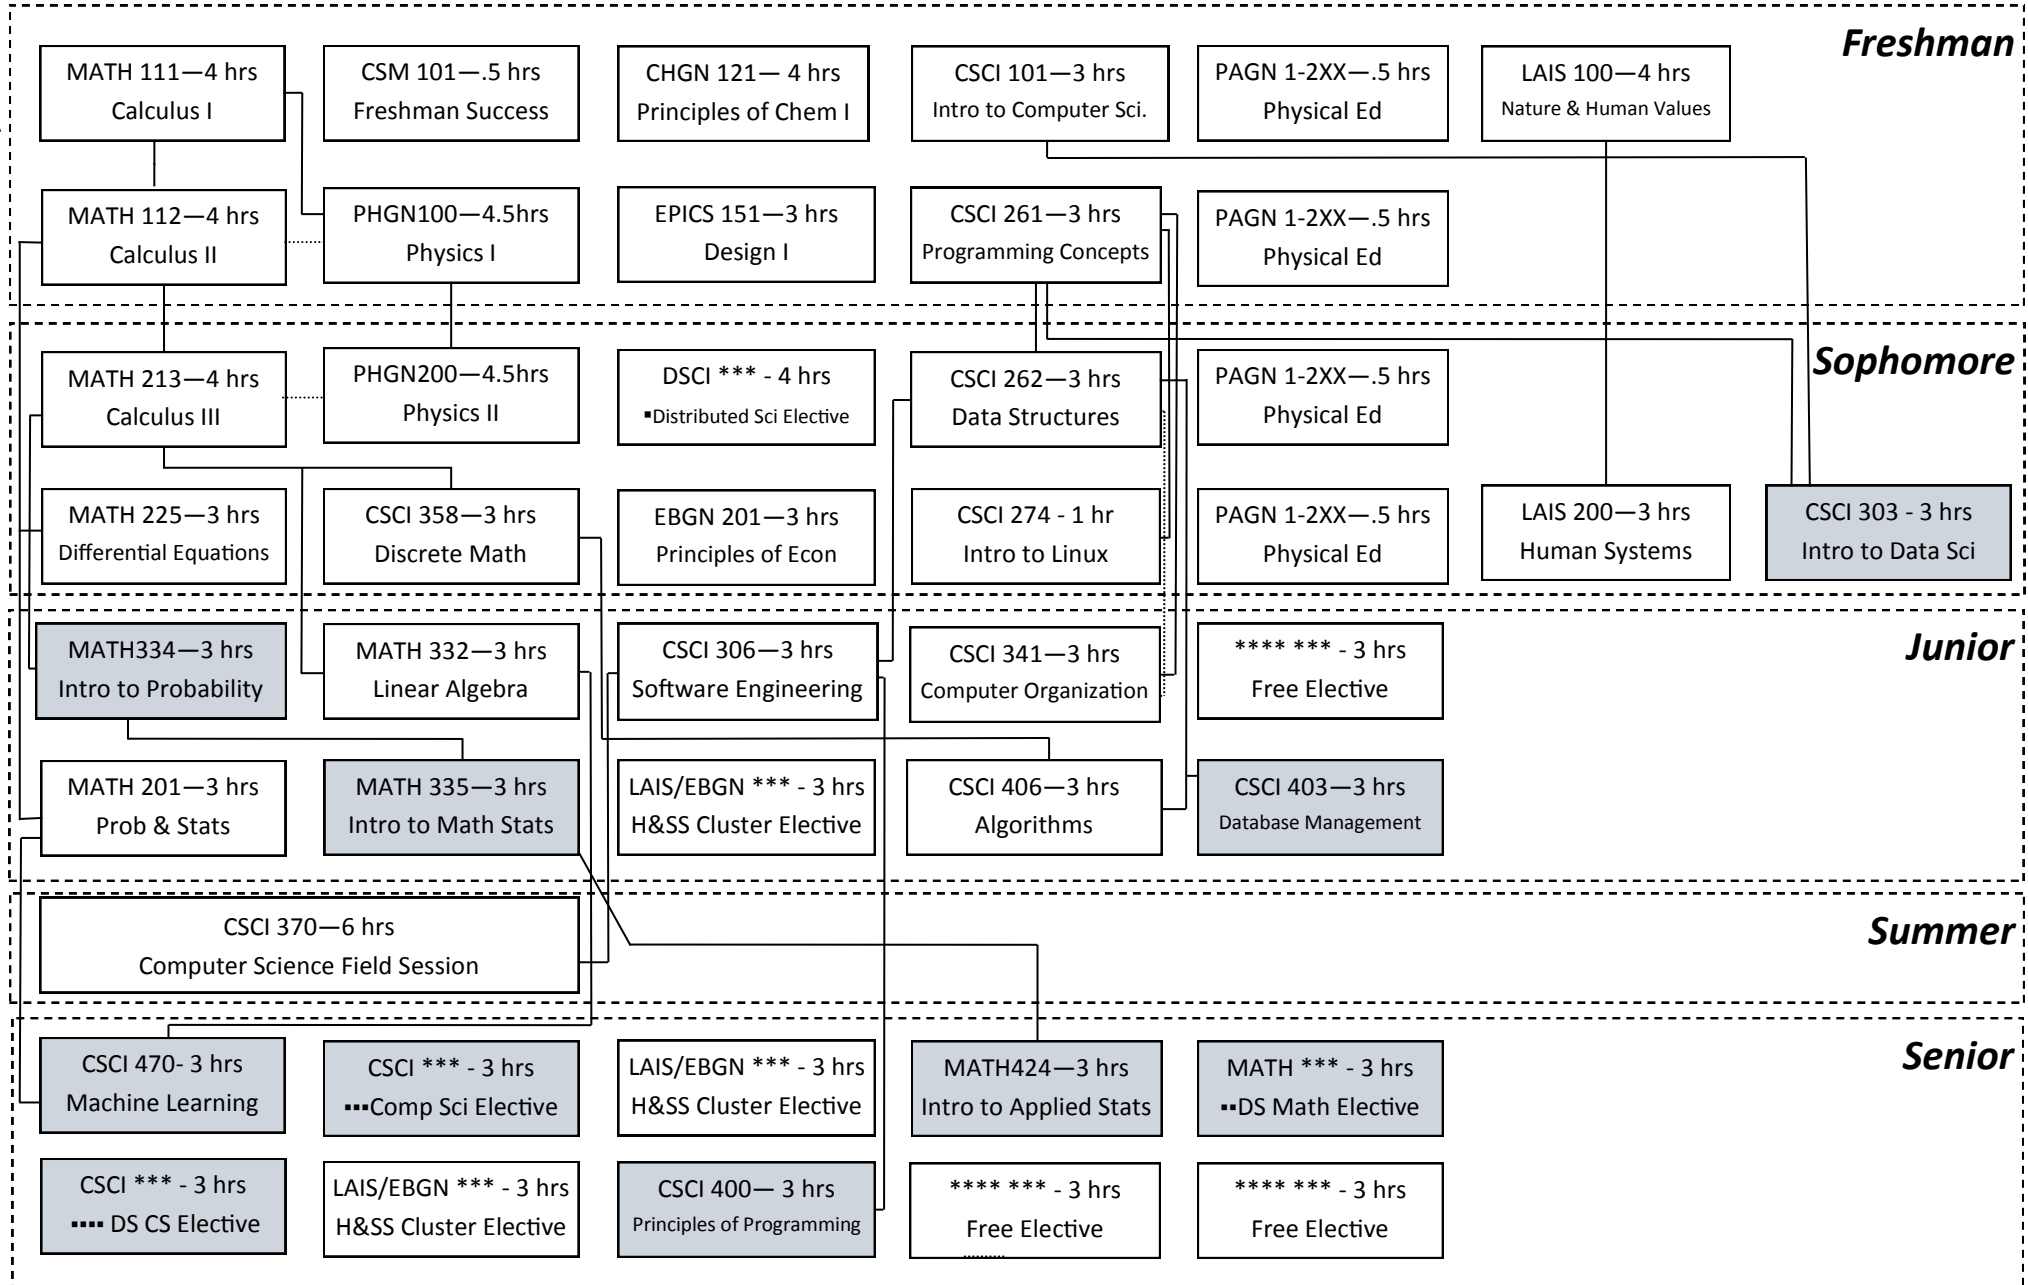 Freshman
MATH 111—4 hrs
Calculus I
CSM 101—.5 hrs
Freshman Success
CHGN 121— 4 hrs
Principles of Chem I
CSCI 101—3 hrs
Intro to Computer Sci.
PAGN 1-2XX—.5 hrs
Physical Ed
LAIS 100—4 hrs
Nature & Human Values
MATH 112—4 hrs
Calculus II
PHGN100—4.5hrs
Physics I
EPICS 151—3 hrs
Design I
CSCI 261—3 hrs
Programming Concepts
PAGN 1-2XX—.5 hrs
Physical Ed
Sophomore
MATH 213—4 hrs
Calculus III
PHGN200—4.5hrs
Physics II
DSCI *** - 4 hrs
▪Distributed Sci Elective
CSCI 262—3 hrs
Data Structures
PAGN 1-2XX—.5 hrs
Physical Ed
MATH 225—3 hrs
Differential Equations
CSCI 358—3 hrs
Discrete Math
EBGN 201—3 hrs
Principles of Econ
CSCI 274 - 1 hr
Intro to Linux
PAGN 1-2XX—.5 hrs
Physical Ed
LAIS 200—3 hrs
Human Systems
CSCI 303 - 3 hrs
Intro to Data Sci
Junior
MATH334—3 hrs
Intro to Probability
MATH 332—3 hrs
Linear Algebra
CSCI 306—3 hrs
Software Engineering
CSCI 341—3 hrs
Computer Organization
**** *** - 3 hrs
Free Elective
MATH 201—3 hrs
Prob & Stats
MATH 335—3 hrs
Intro to Math Stats
LAIS/EBGN *** - 3 hrs
H&SS Cluster Elective
CSCI 406—3 hrs
Algorithms
CSCI 403—3 hrs
Database Management
Summer
CSCI 370—6 hrs
Computer Science Field Session
Senior
CSCI 470- 3 hrs
Machine Learning
CSCI *** - 3 hrs
▪▪▪Comp Sci Elective
LAIS/EBGN *** - 3 hrs
H&SS Cluster Elective
MATH424—3 hrs
Intro to Applied Stats
MATH *** - 3 hrs
▪▪DS Math Elective
CSCI *** - 3 hrs
▪▪▪▪ DS CS Elective
LAIS/EBGN *** - 3 hrs
H&SS Cluster Elective
CSCI 400— 3 hrs
Principles of Programming
**** *** - 3 hrs
Free Elective
**** *** - 3 hrs
Free Elective